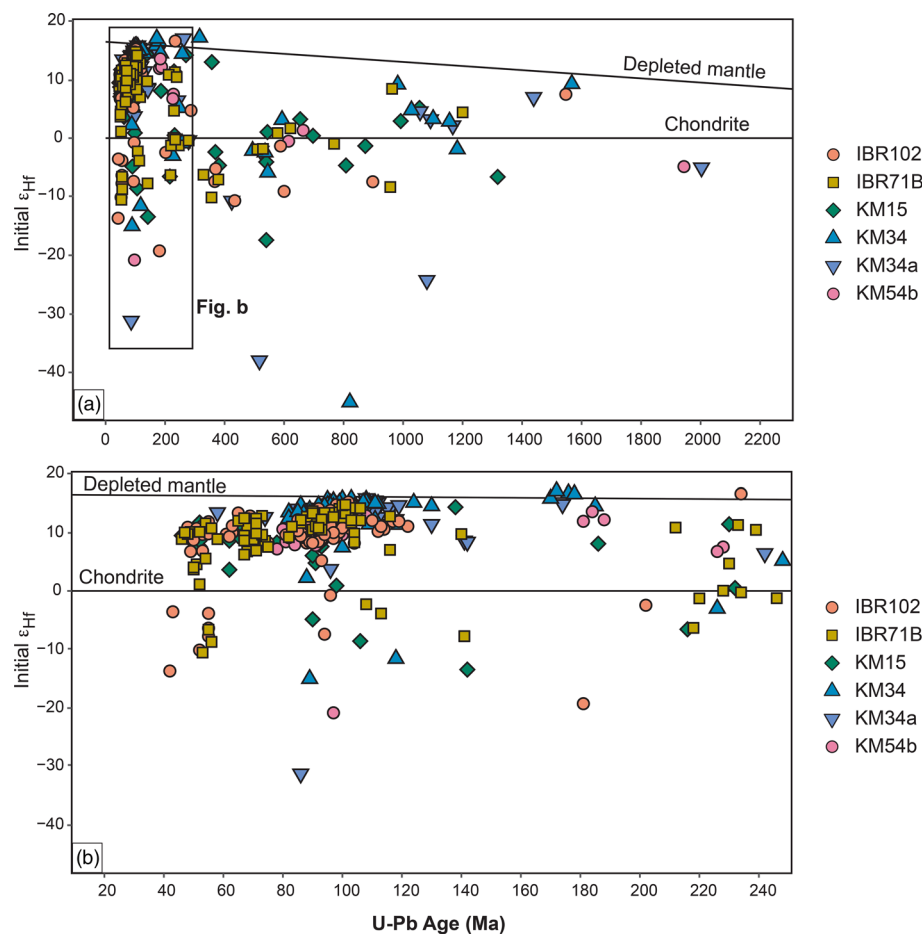 20
10
0
−10
−20
−30
−40
Initial εHf
Depleted mantle
Chondrite
Fig. b
(a)
0 200 400 600 800 1000 1200 1400 1600 1800 2000 2200
IBR102
IBR71B
KM15
KM34
KM34a
KM54b
20
10
0
−10
−20
−30
−40
Initial εHf
Depleted mantle
Chondrite
(b)
0 20 40 60 80 100 120 140 160 180 200 220 240
U-Pb Age (Ma)
IBR102
IBR71B
KM15
KM34
KM34a
KM54b